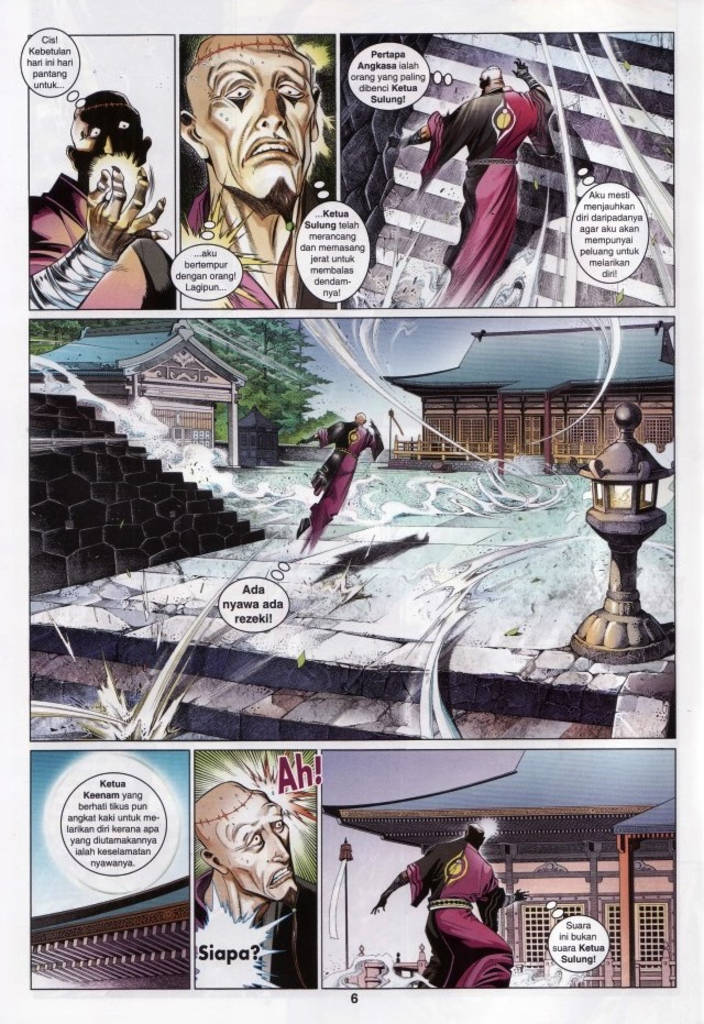 Cis!
Kebetulan
hari ini hari
pantang
untuk...
...aku
bertempur
dengan orang!
Lagipun...
...Ketua
Sulung telah
merancang
dan memasang
jerat untuk
membalas
dendam-
nya!
Pertapa
Angkasa ialah
orang yang paling
dibenci Ketua
Sulung!
Aku mesti
menjauhkan
diri daripadanya
agar aku akan
mempunyai
peluang untuk
melarikan
diri!
Ada
nyawa ada
rezeki!
Ketua
Keenam yang
berhati tikus pun
angkat kaki untuk me-
larikan diri kerana apa
yang diutamakannya
ialah keselamatan
nyawanya.
Ah!
Siapa?
Suara
ini bukan
suara Ketua
Sulung!
6